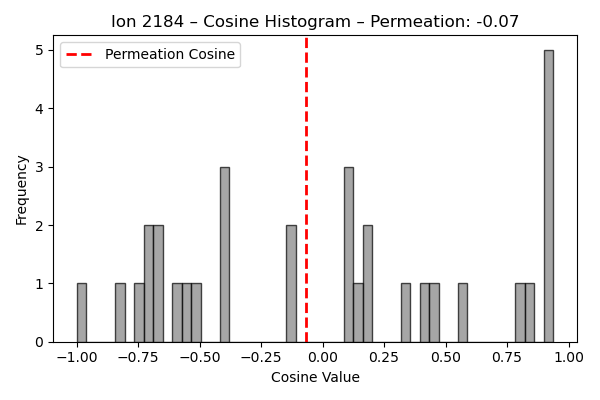 Ion 2184 – Cosine Histogram – Permeation: -0.07
Permeation Cosine
Frequency
5
4
3
2
1
0
−1.00 −0.75 −0.50 −0.25 0.00 0.25 0.50 0.75 1.00
Cosine Value